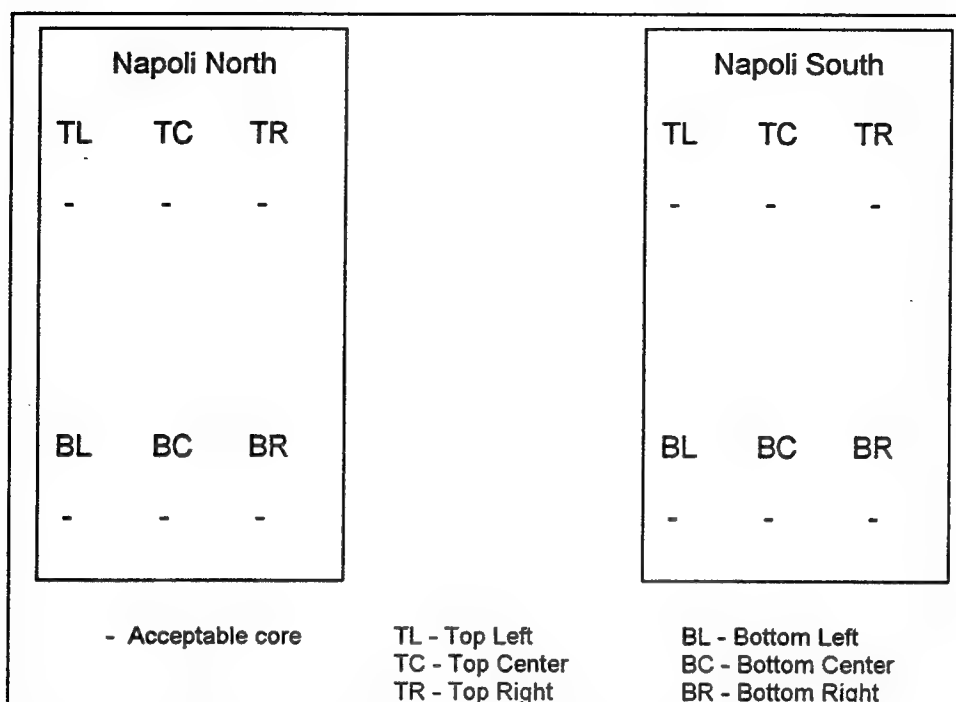 Napoli North
TL TC TR
- - -
BL BC BR
- - -
Napoli South
TL TC TR
- - -
BL BC BR
- - -
- Acceptable core
TL - Top Left
TC - Top Center
TR - Top Right
BL - Bottom Left
BC - Bottom Center
BR - Bottom Right